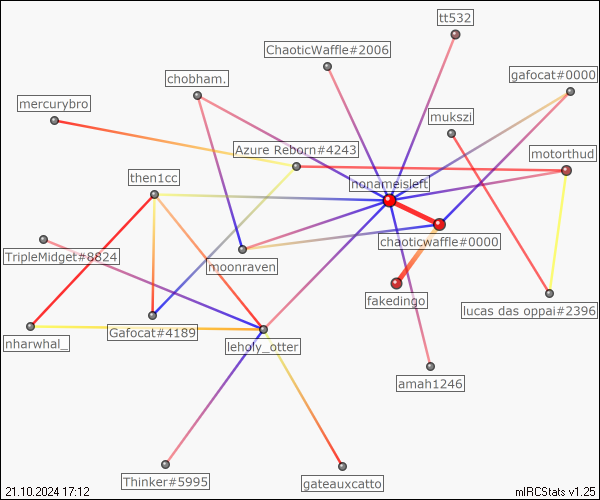 tt532
ChaoticWaffle#2006
chobham.
gafocat#0000
mercurybro
mukszi
Azure Reborn#4243
motorthud
then1cc
nonameisleft
chaoticwaffle#0000
TripleMidget#8824
moonraven
fakedingo
lucas das oppai#2396
Gafocat#4189
nharwhal_
leholy_otter
amah1246
Thinker#5995
gateauxcatto
21.10.2024 17:12
mIRCStats v1.25